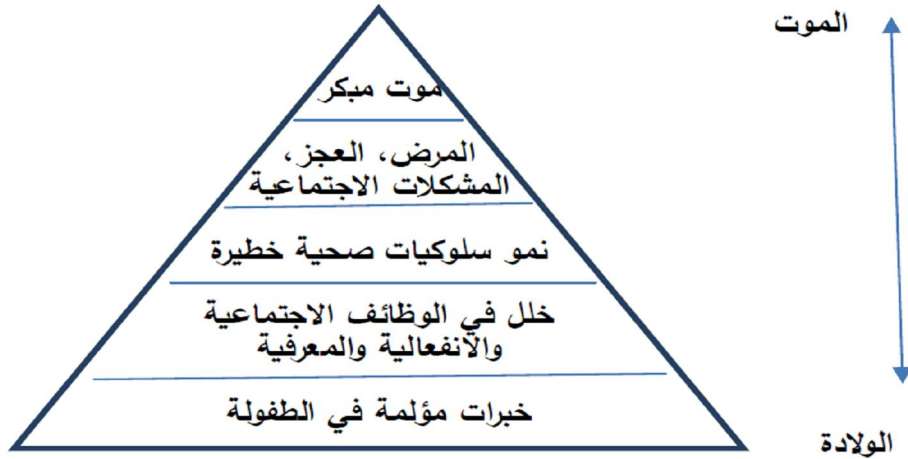 الموت
موت مبكر
المرض، العجز،
المشكلات الاجتماعية
نمو سلوكيات صحية خطيرة
خلل في الوظائف الاجتماعية
والانفعالية والمعرفية
خبرات مؤلمة في الطفولة
الولادة